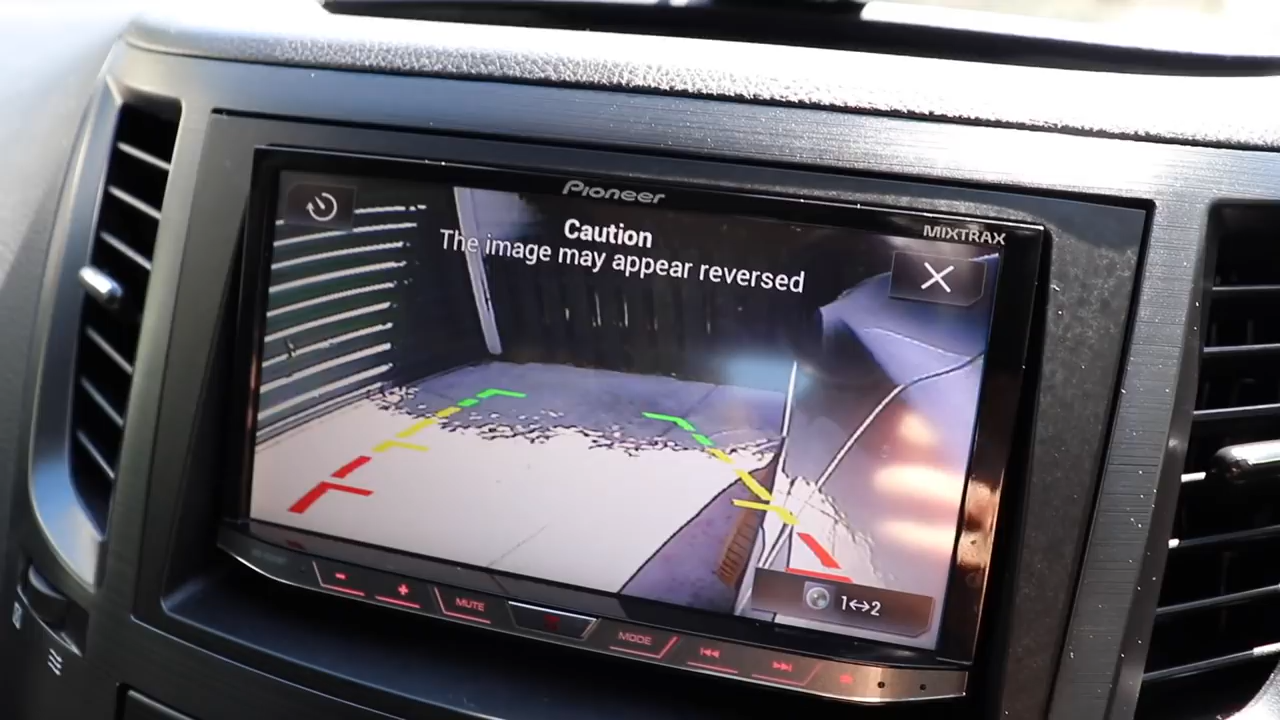 Pioneer
MIXTRAX
Caution
The image may appear reversed
1↔2
- + MUTE MODE